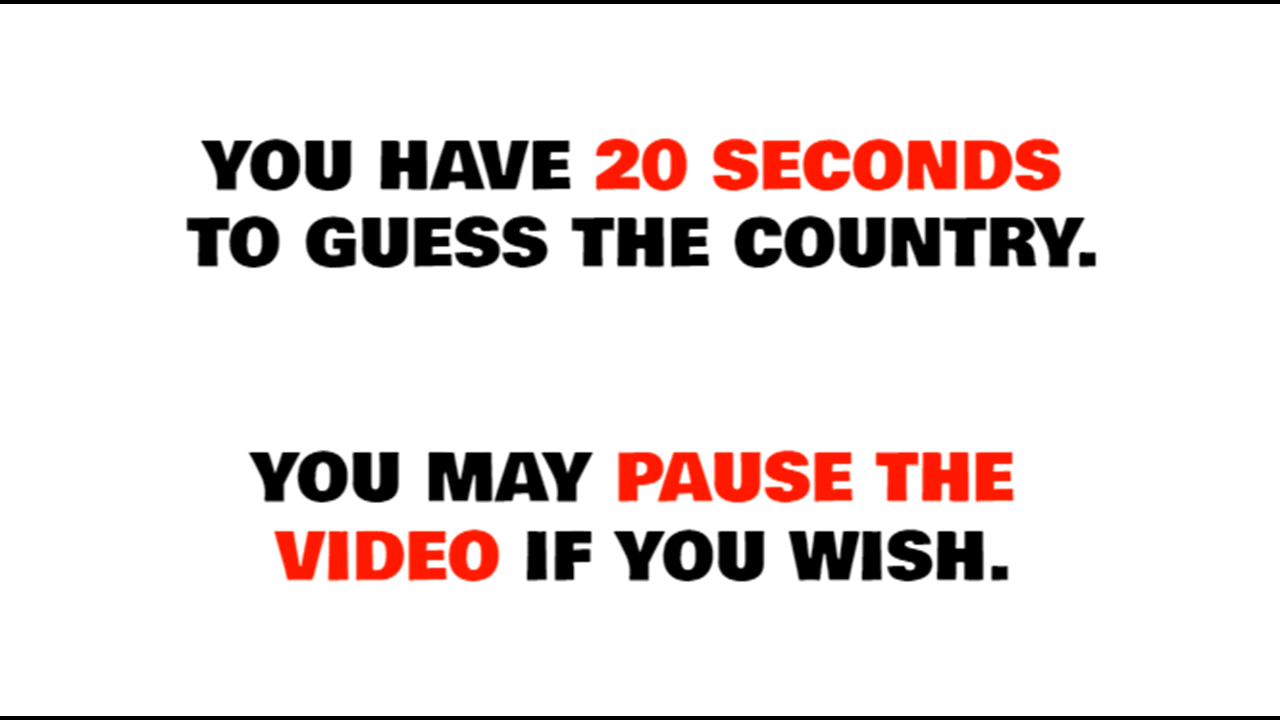 YOU HAVE 20 SECONDS
TO GUESS THE COUNTRY.
YOU MAY PAUSE THE
VIDEO IF YOU WISH.